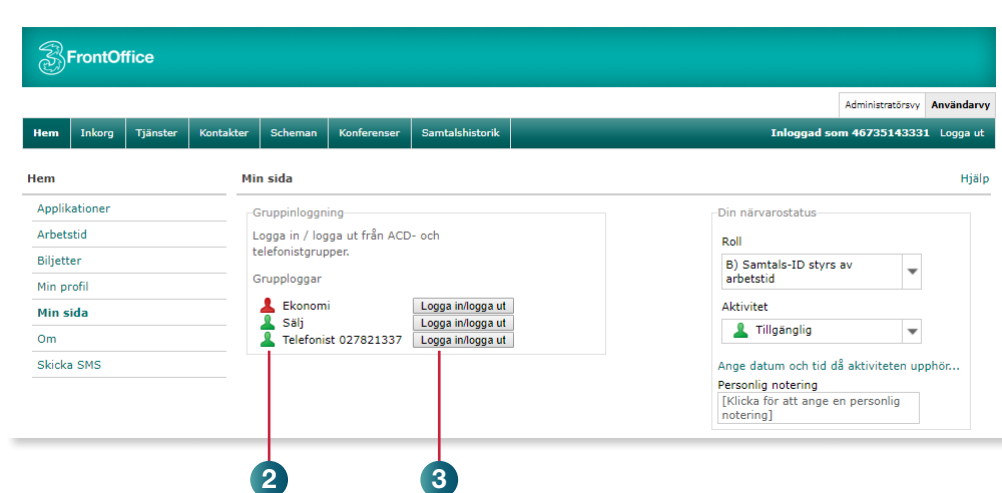 3 FrontOffice
Administratörsvy Användarvy
Hem Inkorg Tjänster Kontakter Scheman Konferenser Samtalshistorik Inloggad som 46735143331 Logga ut
Hem
Applikationer
Arbetstid
Biljetter
Min profil
Min sida
Om
Skicka SMS
Min sida
Hjälp
Gruppinloggning
Logga in / logga ut från ACD- och
telefonistgrupper.
Grupploggar
Ekonomi Logga in/logga ut
Sälj Logga in/logga ut
Telefonist 027821337 Logga in/logga ut
Din närvarostatus
Roll
B) Samtals-ID styrs av
arbetstid
Aktivitet
Tillgänglig
Ange datum och tid då aktiviteten upphör...
Personlig notering
[Klicka för att ange en personlig
notering]
2 3